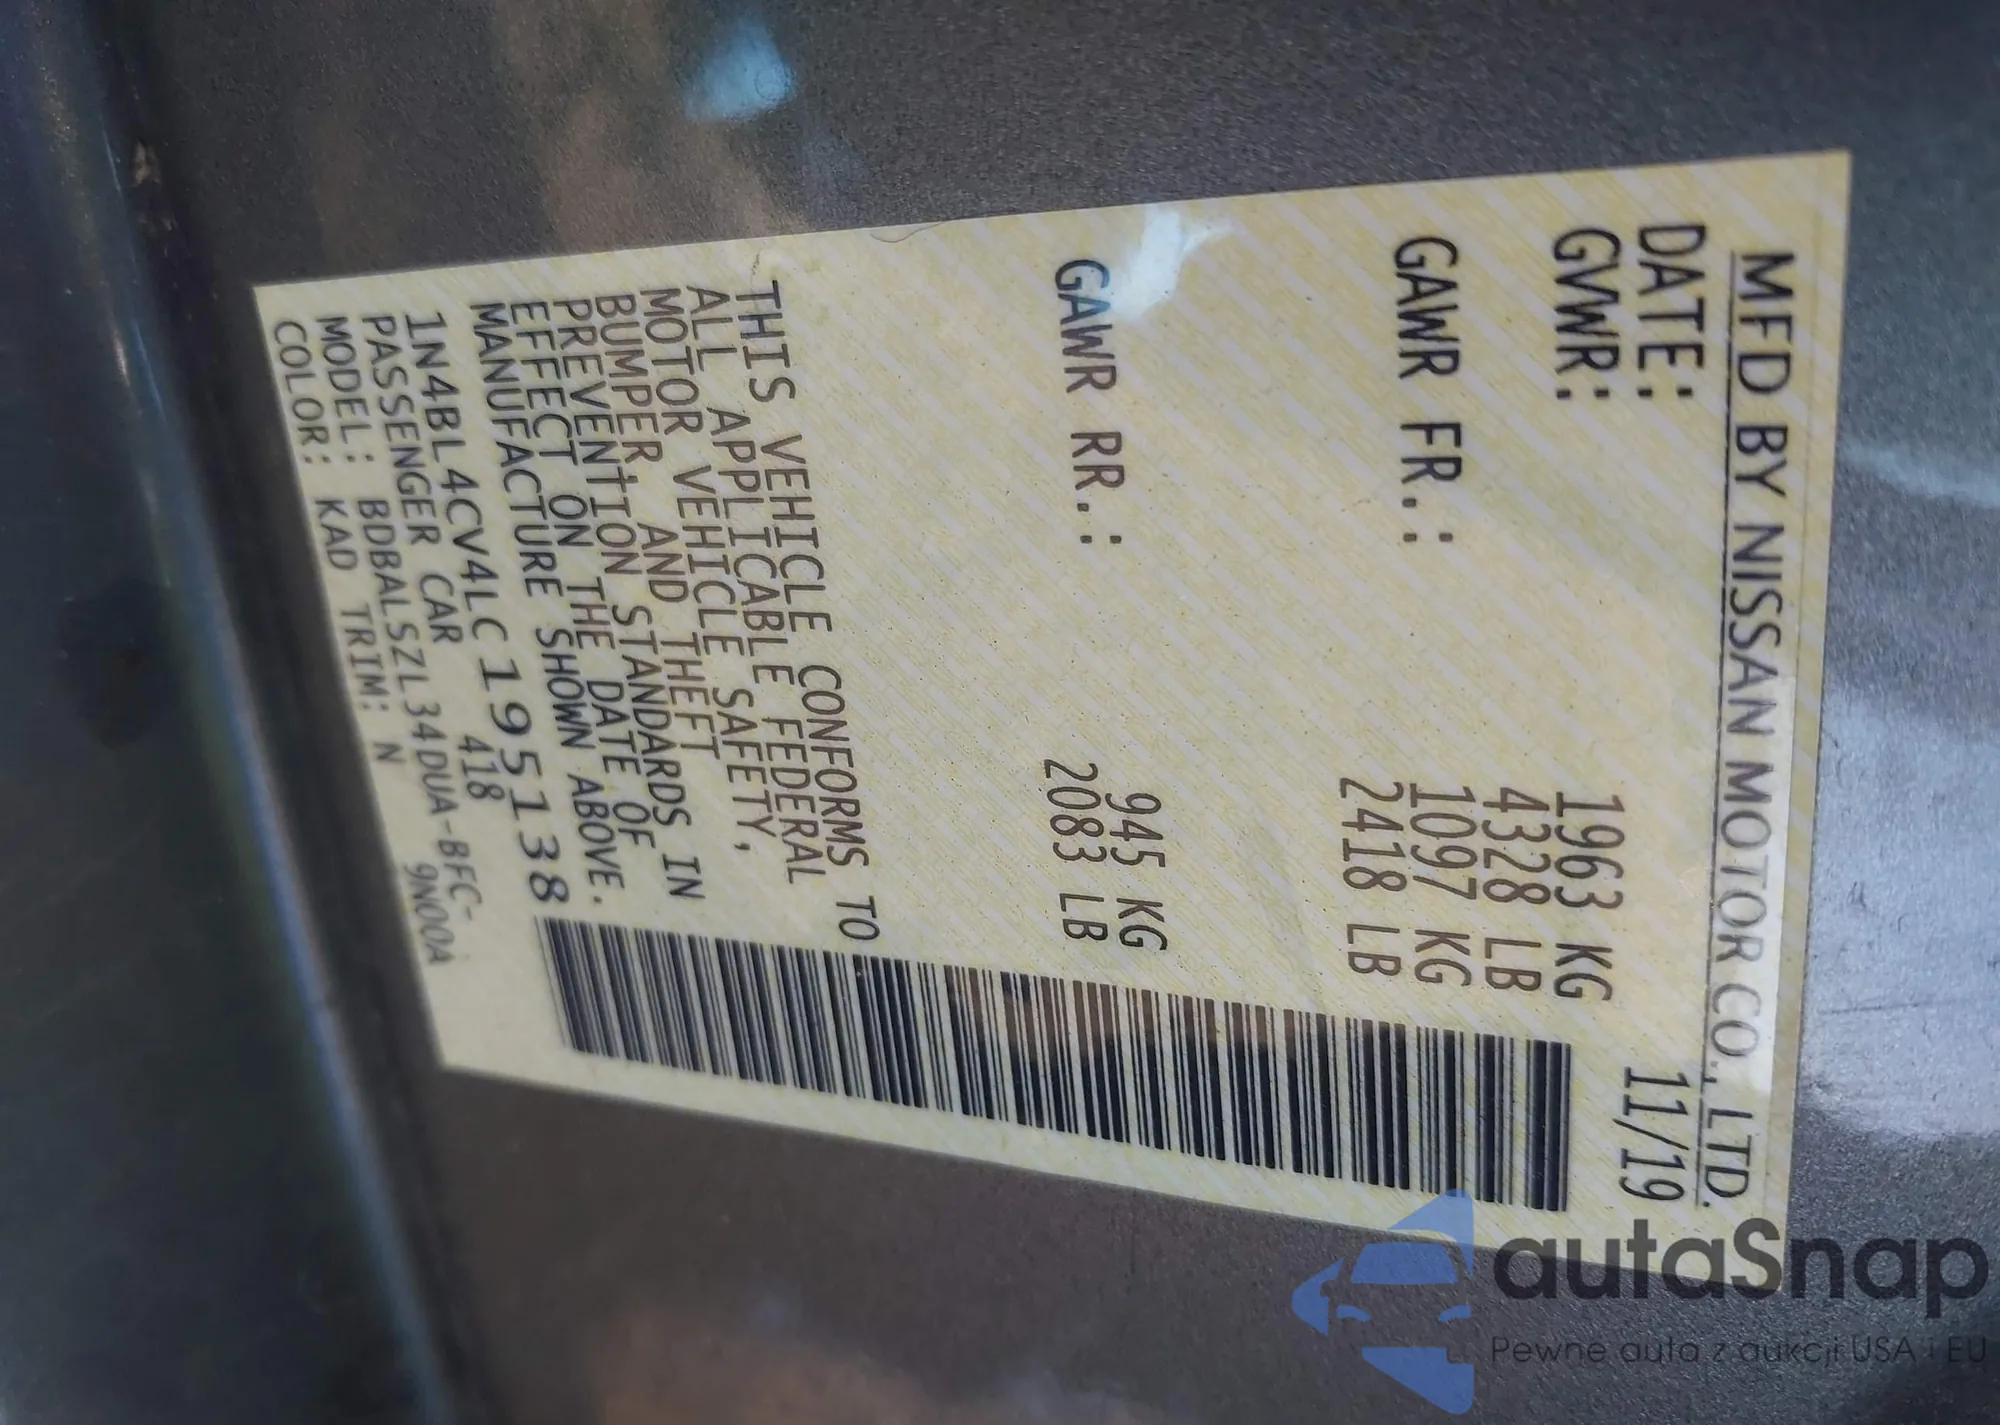 MFD BY NISSAN MOTOR CO., LTD.
DATE: 11/19
GVWR: 1963 KG
4328 LB
GAWR FR.: 1097 KG
2418 LB
GAWR RR.: 945 KG
2083 LB
THIS VEHICLE CONFORMS TO
ALL APPLICABLE FEDERAL
MOTOR VEHICLE SAFETY,
BUMPER, AND THEFT
PREVENTION STANDARDS IN
EFFECT ON THE DATE OF
MANUFACTURE SHOWN ABOVE.
1N4BL4CV4LC195138
PASSENGER CAR 418
MODEL: BDBALSZL34DUA-BFC-
COLOR: KAD TRIM: N 9N00A
autaSnap
Pewne auta z aukcji USA i EU